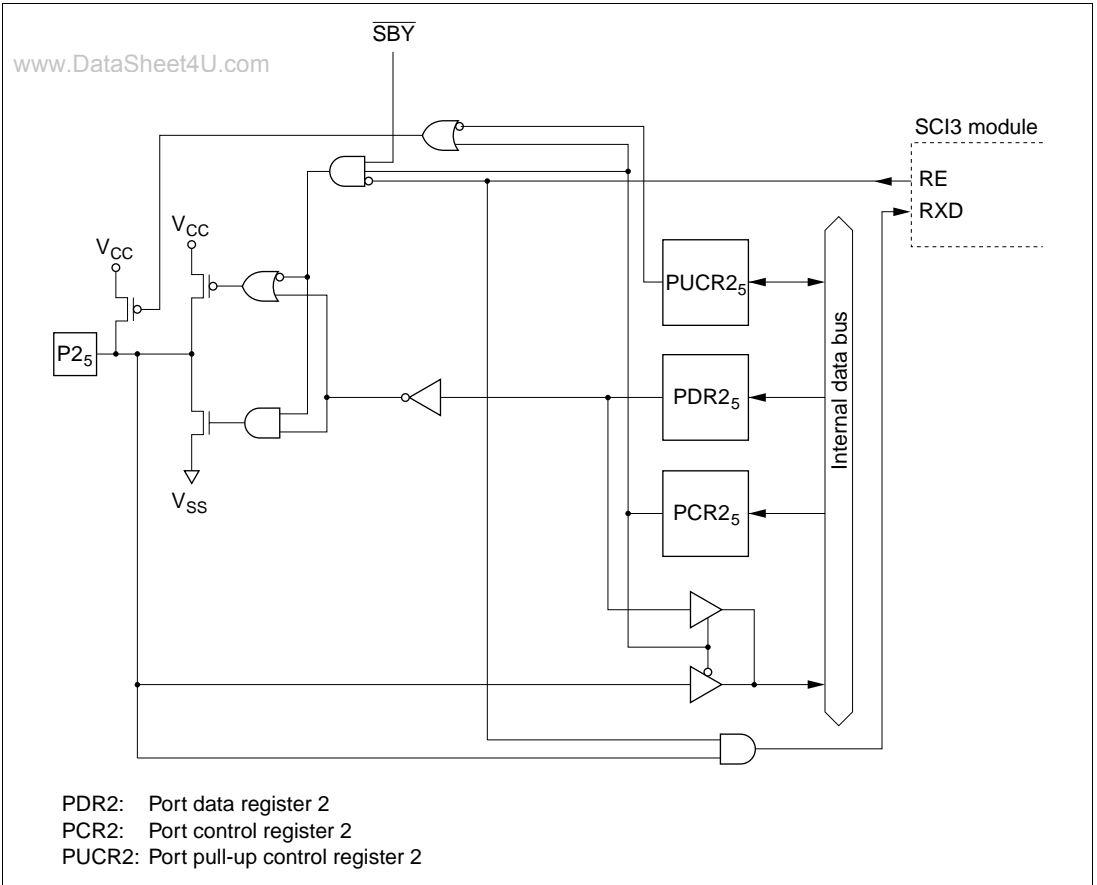 SBY
www.DataSheet4U.com
SCI3 module
RE
RXD
VCC
VCC
PUCR25
P25
PDR25
Internal data bus
PCR25
VSS
PDR2: Port data register 2
PCR2: Port control register 2
PUCR2: Port pull-up control register 2